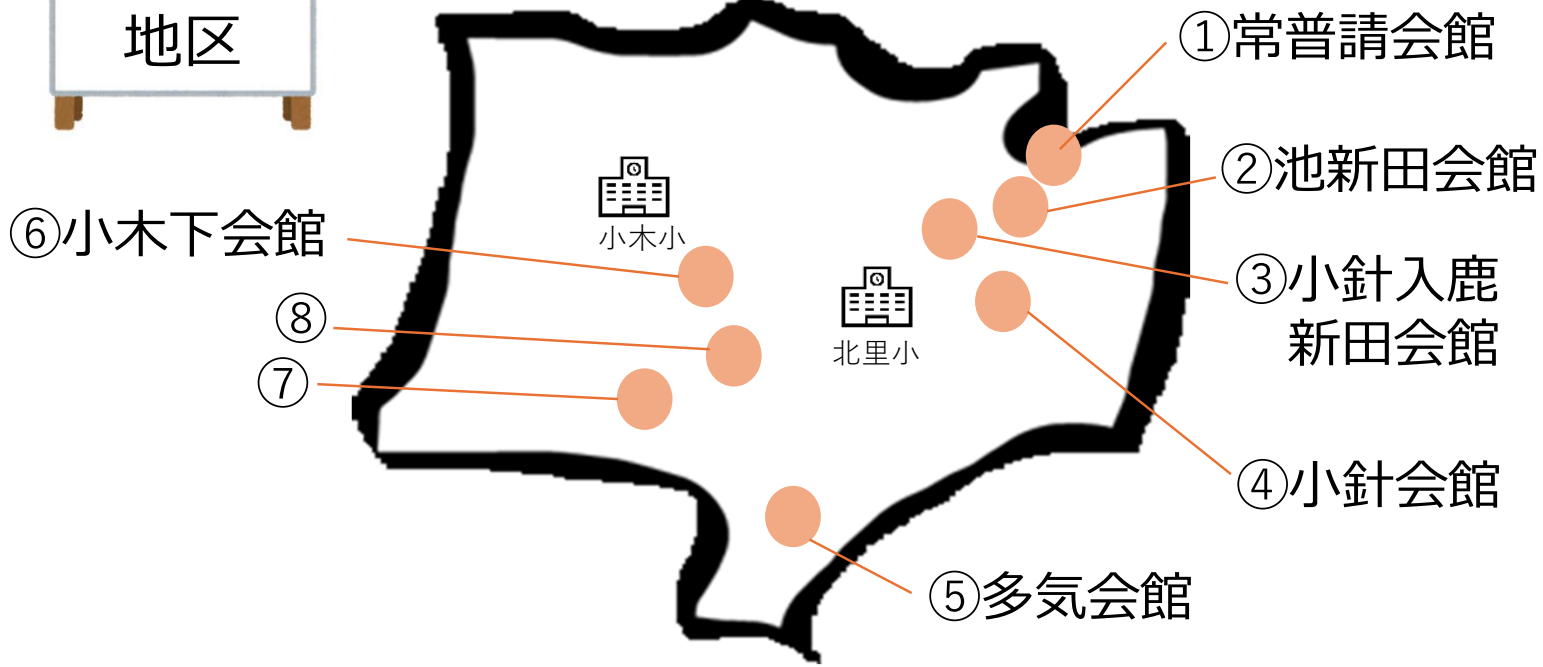 地区
①常普請会館
②池新田会館
③小針入鹿
新田会館
④小針会館
⑤多気会館
⑥小木下会館
⑧
⑦
小木小
北里小